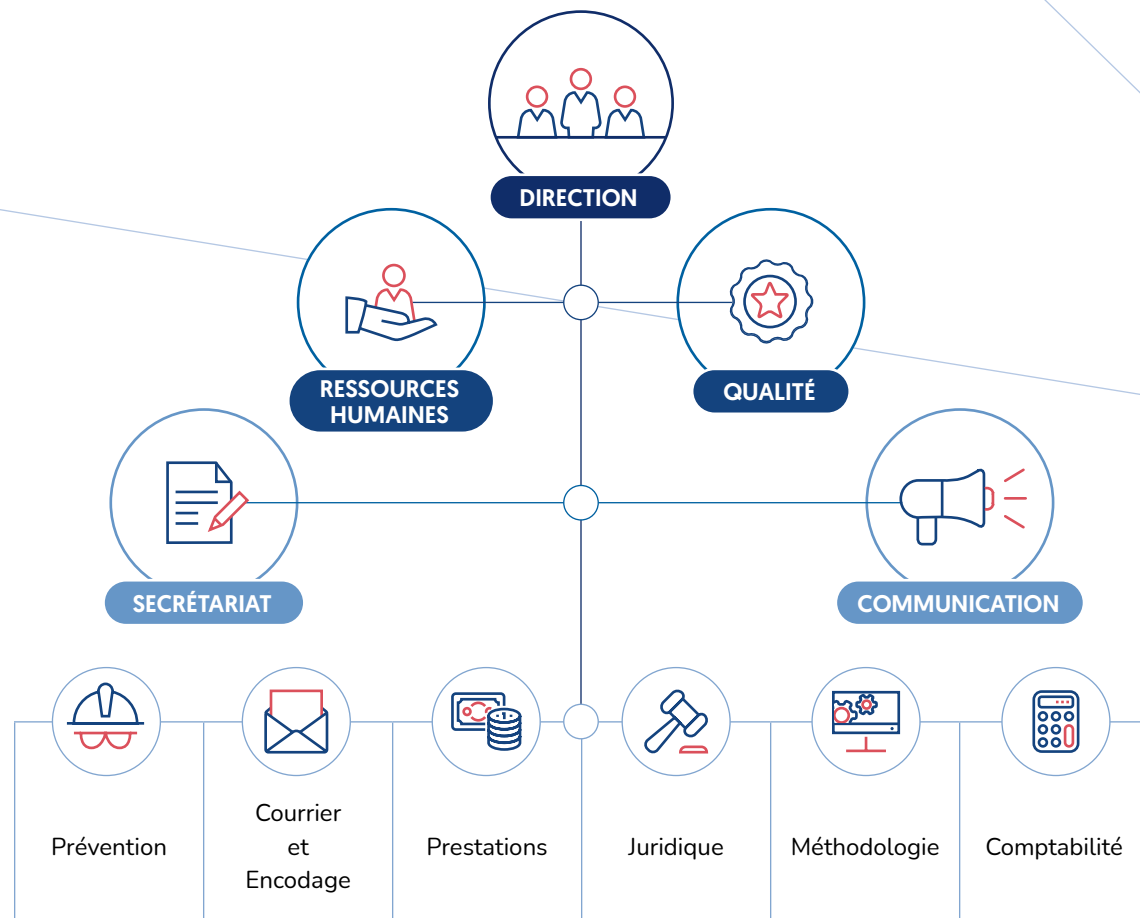 DIRECTION
RESSOURCES
HUMAINES
QUALITÉ
SECRÉTARIAT
COMMUNICATION
Prévention
Courrier
et
Encodage
Prestations
Juridique
Méthodologie
Comptabilité